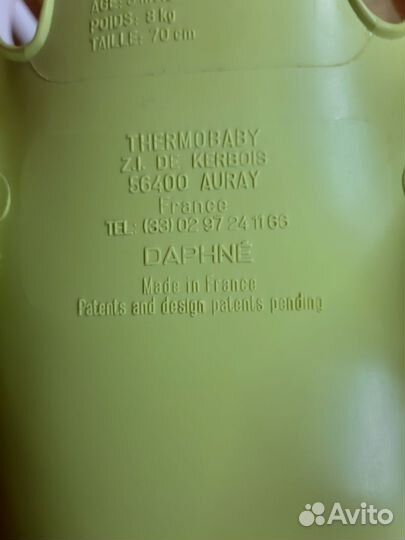 AGE:
POIDS: 8 kg
TAILLE: 70 cm
THERMOBABY
Z.I. DE KERBOIS
56400 AURAY
France
TEL: (33) 02 97 24 11 66
DAPHNÉ
Made in France
Patents and design patents pending
Avito